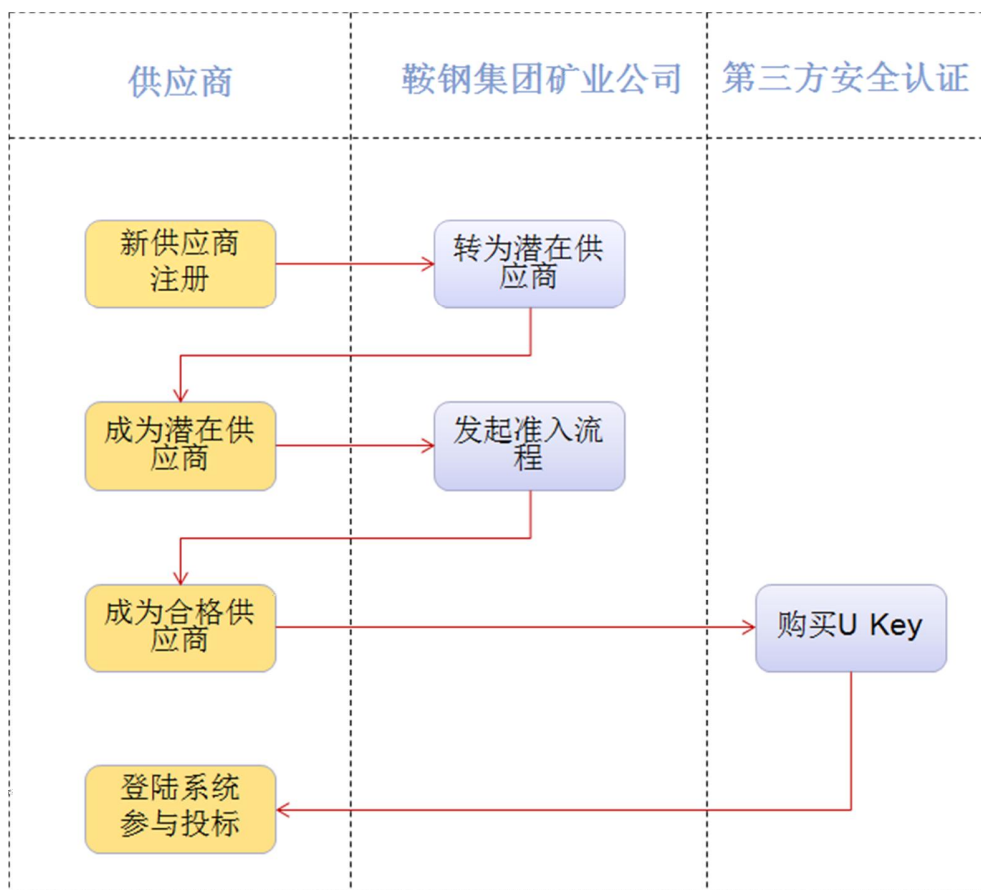 供应商
鞍钢集团矿业公司
第三方安全认证
新供应商
注册
转为潜在供
应商
成为潜在供
应商
发起准入流
程
成为合格供
应商
购买U Key
登陆系统
参与投标